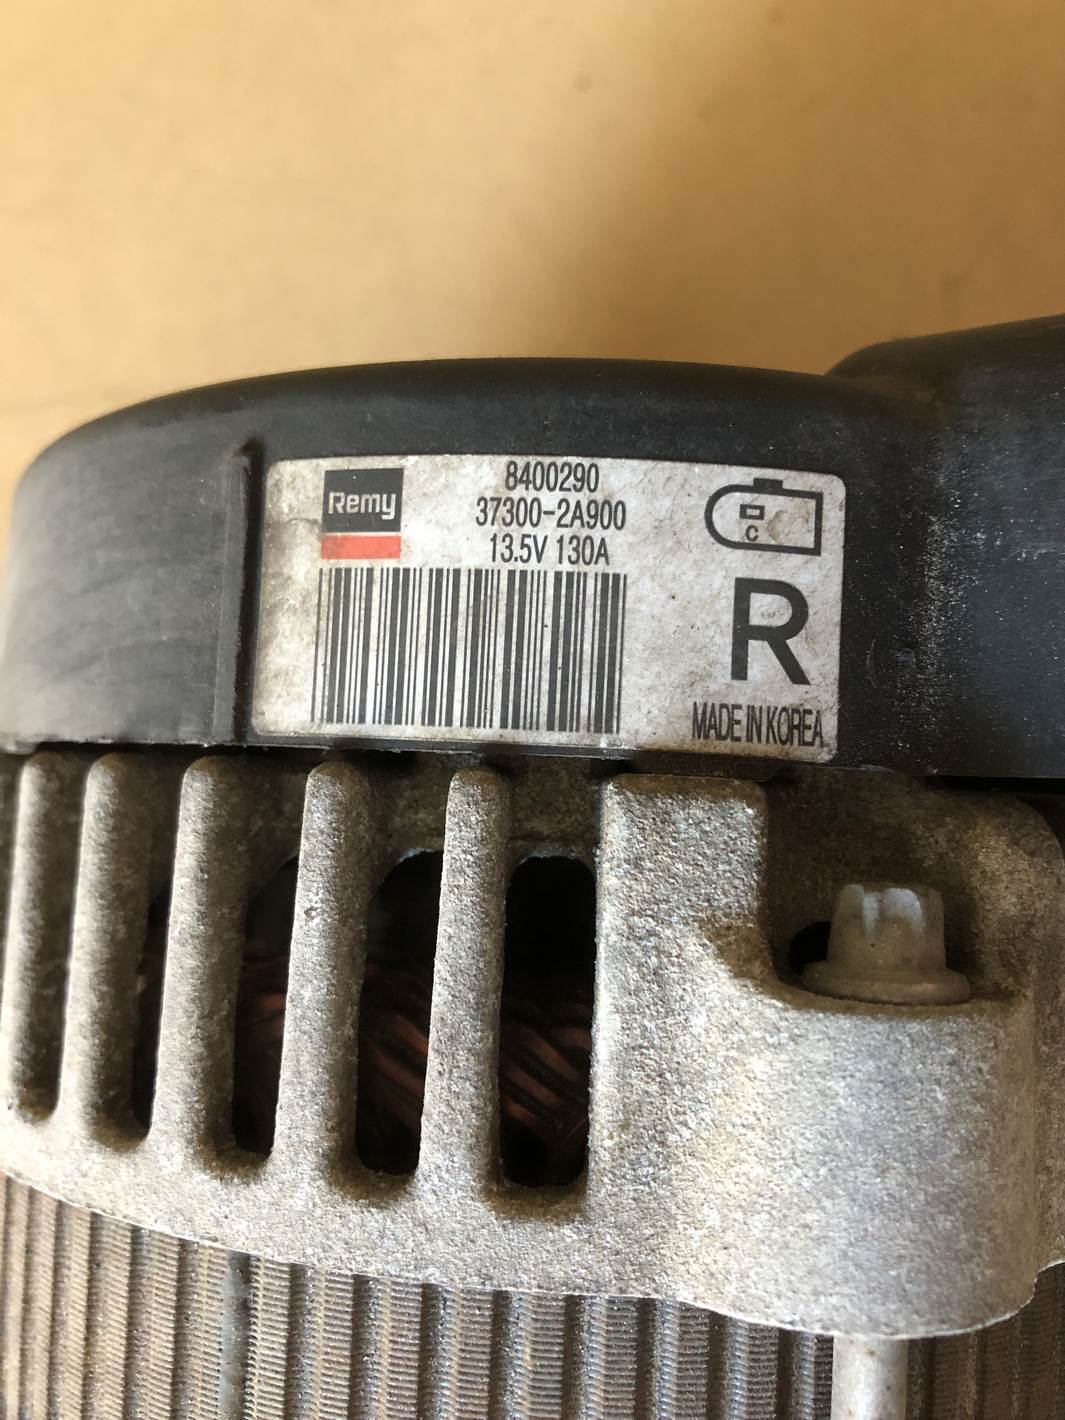 Remy
8400290
37300-2A900
13.5V 130A
C
R
MADE IN KOREA